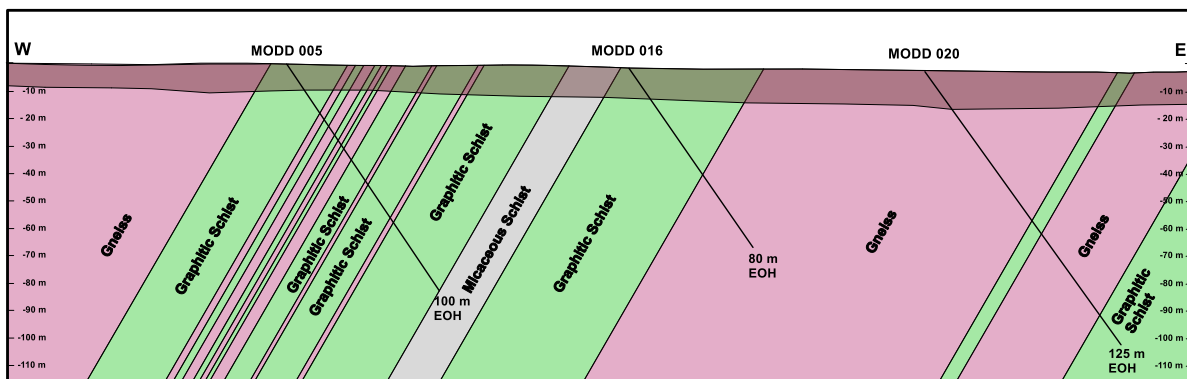 W
MODD 005
MODD 016
MODD 020
E
-10 m
- 20 m
-30 m
-40 m
-50 m
-60 m
-70 m
-80 m
-90 m
-100 m
-110 m
Gneiss
Graphitic Schist
Graphitic Schist
Graphitic Schist
Graphitic Schist
Micaceous Schist
Graphitic Schist
Gneiss
Gneiss
Graphitic
Schist
100 m
EOH
80 m
EOH
125 m
EOH
-10 m
- 20 m
-30 m
-40 m
-50 m
-60 m
-70 m
-80 m
-90 m
-100 m
-110 m